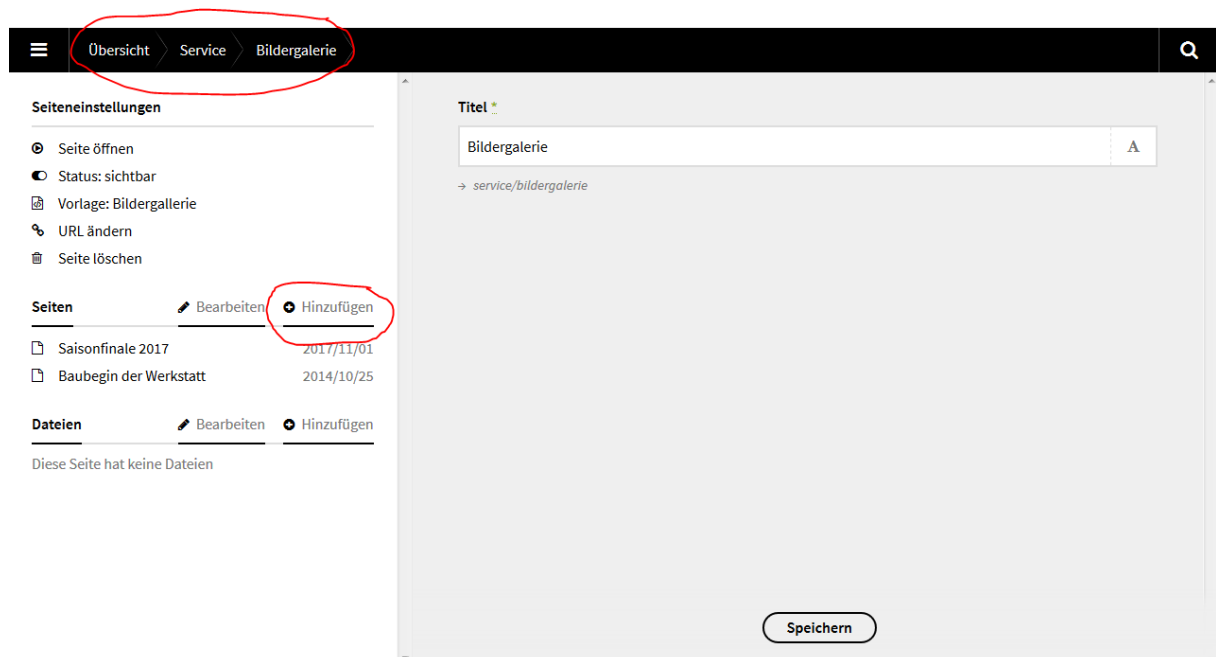 Übersicht Service Bildergalerie
Seiteneinstellungen
Seite öffnen
Status: sichtbar
Vorlage: Bildergallerie
URL ändern
Seite löschen
Seiten Bearbeiten Hinzufügen
Saisonfinale 2017 2017/11/01
Baubegin der Werkstatt 2014/10/25
Dateien Bearbeiten Hinzufügen
Diese Seite hat keine Dateien
Titel *
Bildergalerie A
→ service/bildergalerie
Speichern